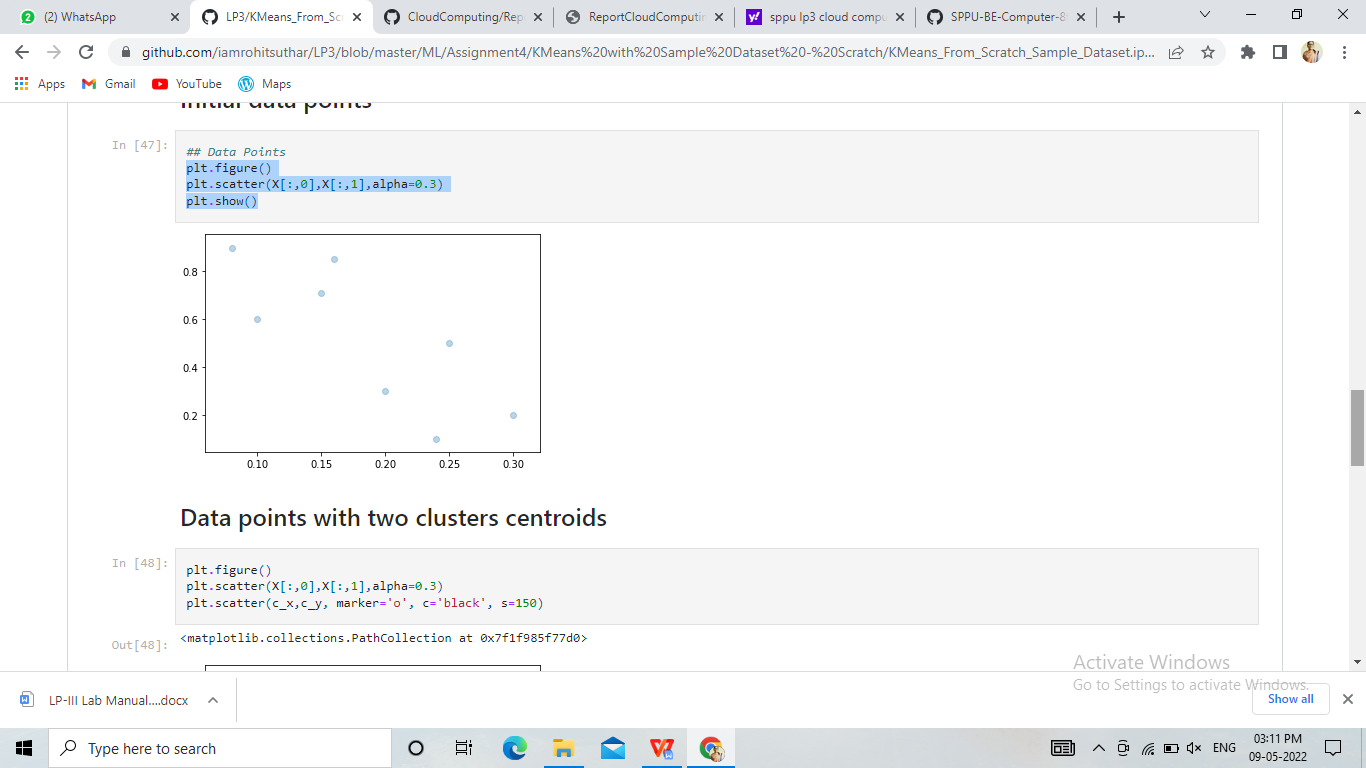 (2) WhatsApp
LP3/KMeans_From_Sc
CloudComputing/Rep
ReportCloudComputin
sppu lp3 cloud compu
SPPU-BE-Computer-8
github.com/iamrohitsuthar/LP3/blob/master/ML/Assignment4/KMeans%20with%20Sample%20Dataset%20-%20Scratch/KMeans_From_Scratch_Sample_Dataset.ip...
Apps
Gmail
YouTube
Maps
Initial data points
In [47]:
## Data Points
plt.figure()
plt.scatter(X[:,0],X[:,1],alpha=0.3)
plt.show()
0.8
0.6
0.4
0.2
0.10 0.15 0.20 0.25 0.30
Data points with two clusters centroids
In [48]:
plt.figure()
plt.scatter(X[:,0],X[:,1],alpha=0.3)
plt.scatter(c_x,c_y, marker='o', c='black', s=150)
Out[48]:
<matplotlib.collections.PathCollection at 0x7f1f985f77d0>
Activate Windows
Go to Settings to activate Windows.
LP-III Lab Manual....docx
Show all
Type here to search
ENG
03:11 PM
09-05-2022